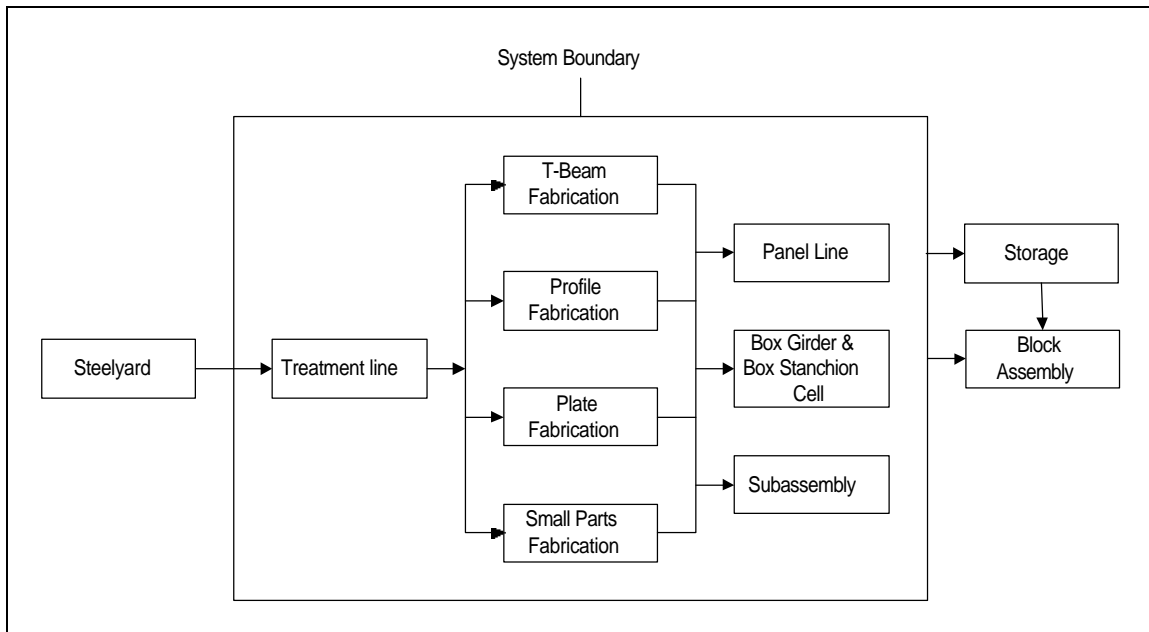 System Boundary
T-Beam
Fabrication
Panel Line
Storage
Profile
Fabrication
Steelyard
Treatment line
Box Girder &
Box Stanchion
Cell
Block
Assembly
Plate
Fabrication
Subassembly
Small Parts
Fabrication